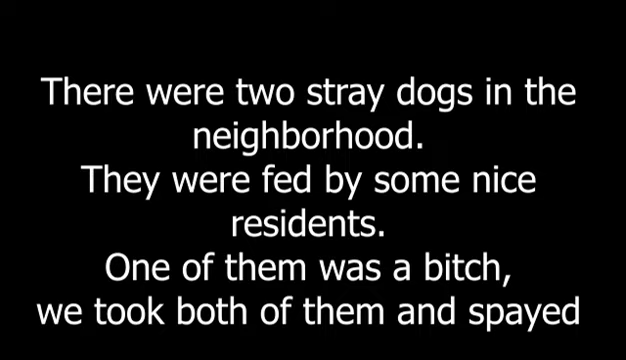 There were two stray dogs in the
neighborhood.
They were fed by some nice
residents.
One of them was a bitch,
we took both of them and spayed